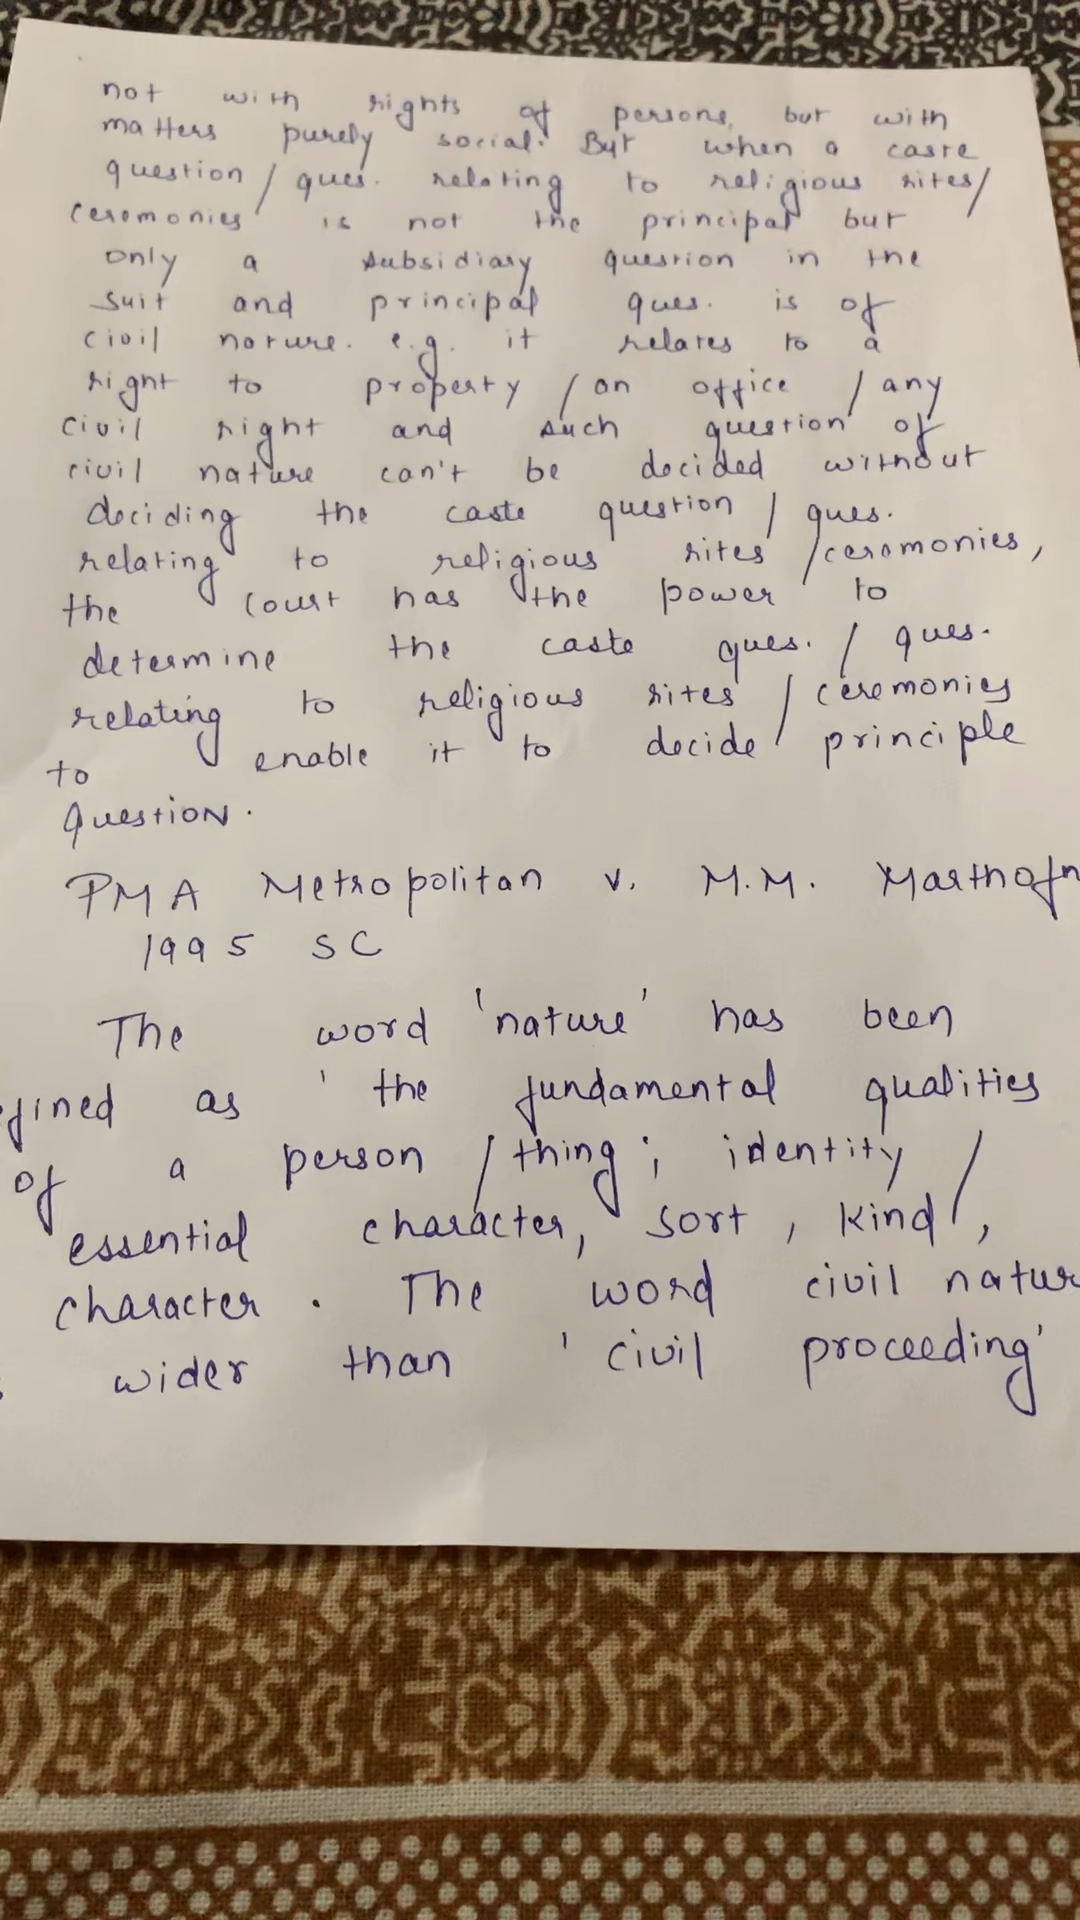 not with rights of persons, but with
matters purely social. But when a caste
question / ques. relating to religious rites/
ceremonies is not the principal but
only a subsidiary question in the
suit and principal ques. is of
civil nature. e.g. it relates to a
right to property / an office / any
civil right and such question of
civil nature can't be decided without
deciding the caste question / ques.
relating to religious rites / ceremonies,
the court has the power to
determine the caste ques. / ques.
relating to religious rites / ceremonies
to enable it to decide principle
Question.
PMA Metropolitan v. M.M.
1995 SC
The word 'nature' has been
fined as ' the fundamental qualities
of a person / thing ; identity /
essential character, sort , kind ,
character . The word civil natur
wider than ' civil proceeding'